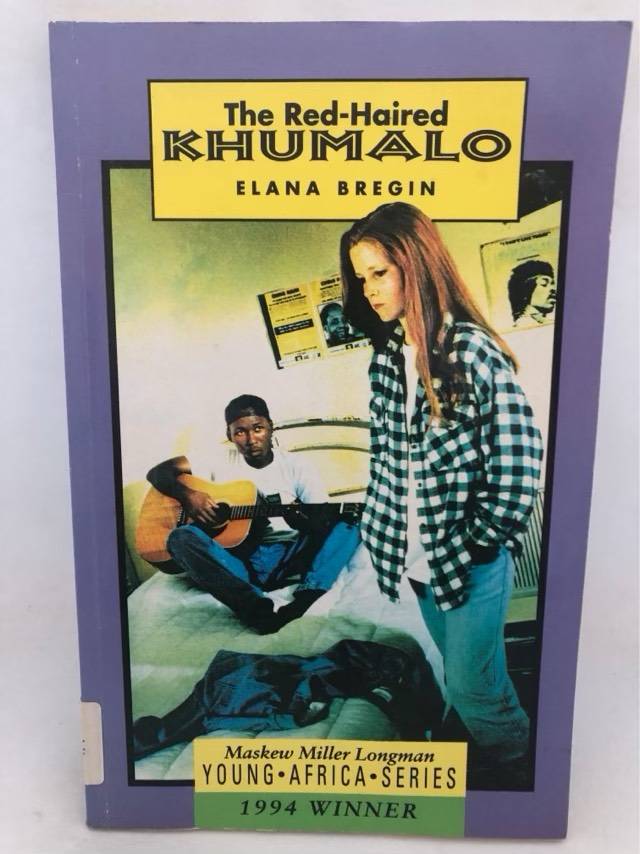 The Red-Haired
KHUMALO
ELANA BREGIN
Maskew Miller Longman
YOUNG•AFRICA•SERIES
1994 WINNER